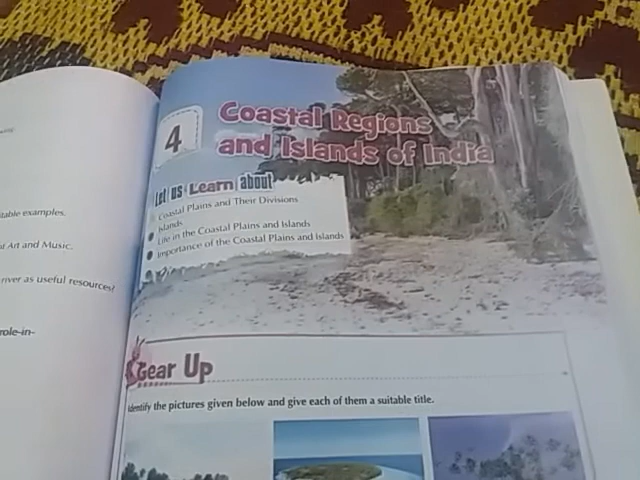 table examples.
Art and Music.
river as useful resources?
role-in-
4
Coastal Regions
and Islands of India
Let us Learn about
Coastal Plains and Their Divisions
Islands
Life in the Coastal Plains and Islands
Importance of the Coastal Plains and Islands
Gear Up
Identify the pictures given below and give each of them a suitable title.